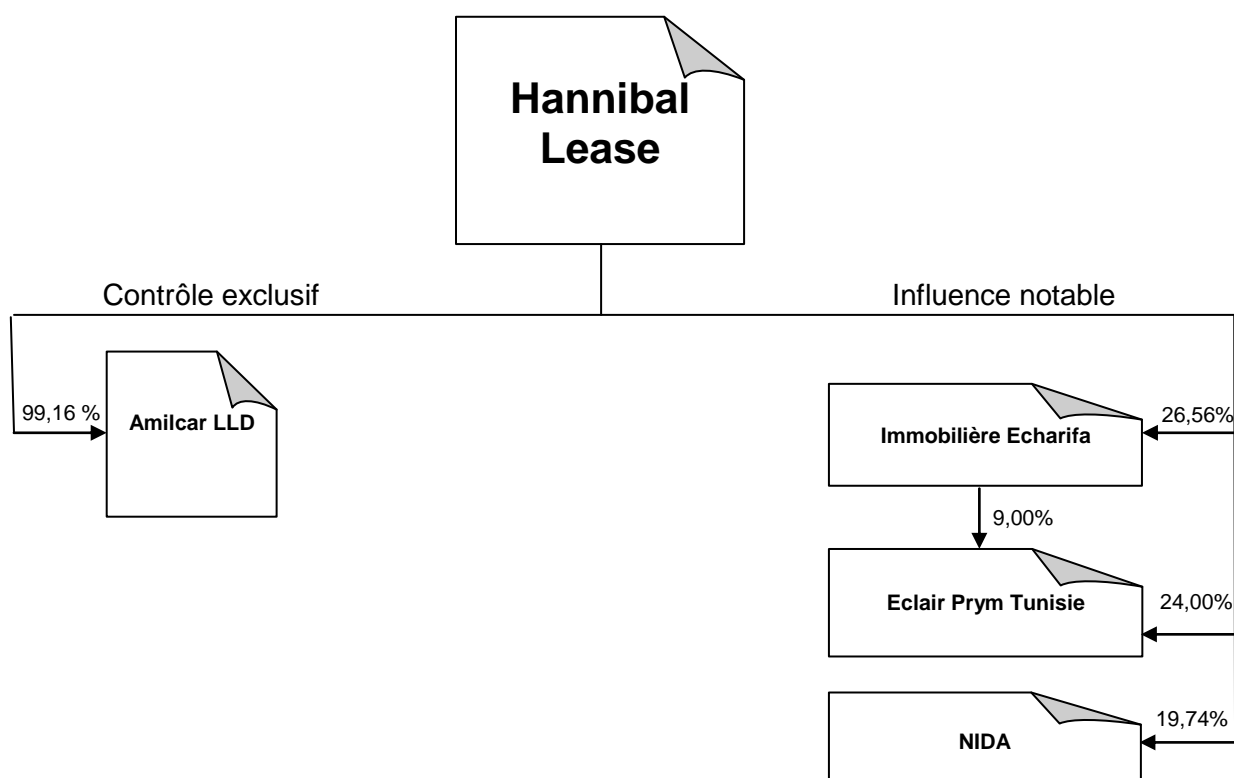 Hannibal
Lease
Contrôle exclusif
Influence notable
99,16 %
Amilcar LLD
Immobilière Echarifa
26,56%
9,00%
Eclair Prym Tunisie
24,00%
NIDA
19,74%